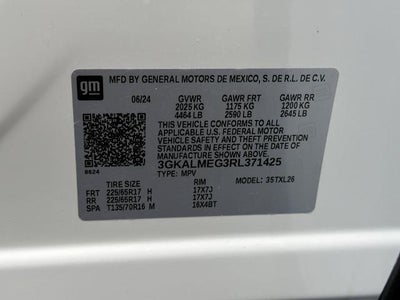 gm
MFD BY GENERAL MOTORS DE MEXICO, S. DE R.L. DE C.V.
06/24 GVWR GAWR FRT GAWR RR
2025 KG 1175 KG 1200 KG
4464 LB 2590 LB 2645 LB
THIS VEHICLE CONFORMS TO ALL
APPLICABLE U.S. FEDERAL MOTOR
VEHICLE SAFETY AND THEFT PREVENTION
STANDARDS IN EFFECT ON THE DATE OF
MANUFACTURE SHOWN ABOVE.
3GKALMEG3RL371425
8624 TYPE: MPV MODEL: 35TXL26
TIRE SIZE RIM
FRT 225/65R17 H 17X7J
RR 225/65R17 H 17X7J
SPA T135/70R16 M 16X4BT